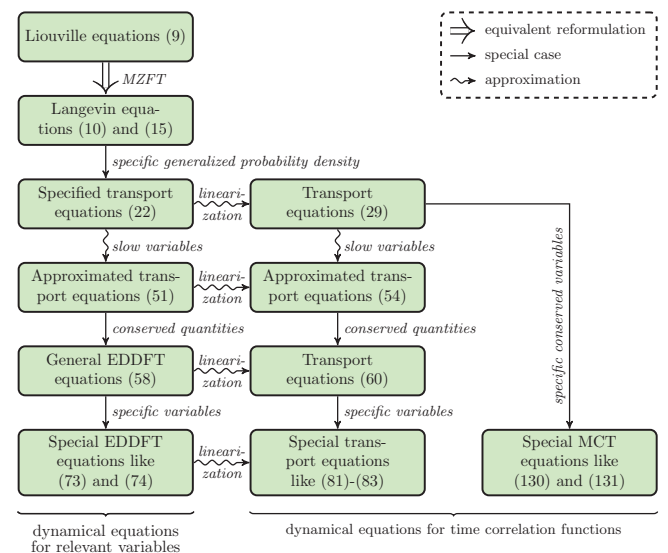 Liouville equations (9)
equivalent reformulation
special case
approximation
MZFT
Langevin equa-
tions (10) and (15)
specific generalized probability density
Specified transport
equations (22)
lineari-
zation
Transport
equations (29)
slow variables
slow variables
specific conserved variables
Approximated trans-
port equations (51)
lineari-
zation
Approximated trans-
port equations (54)
conserved quantities
conserved quantities
General EDDFT
equations (58)
lineari-
zation
Transport
equations (60)
specific variables
specific variables
Special EDDFT
equations like
(73) and (74)
lineari-
zation
Special trans-
port equations
like (81)-(83)
Special MCT
equations like
(130) and (131)
dynamical equations
for relevant variables
dynamical equations for time correlation functions